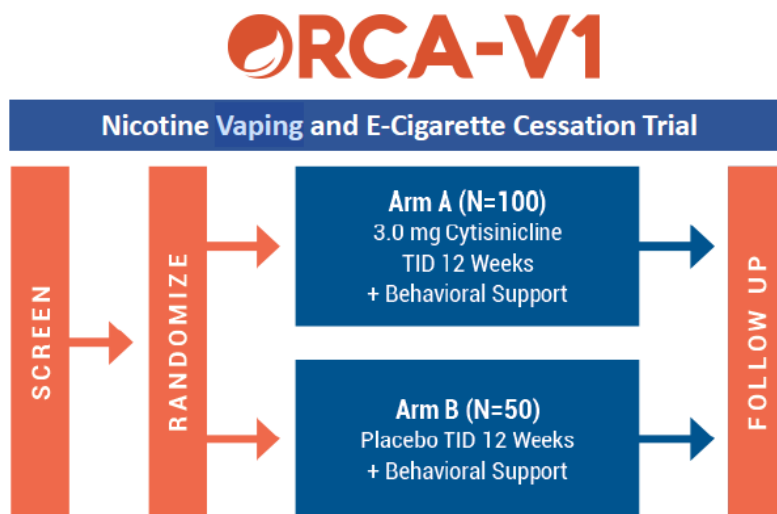 ORCA-V1
Nicotine Vaping and E-Cigarette Cessation Trial
SCREEN
RANDOMIZE
Arm A (N=100)
3.0 mg Cytisinicline
TID 12 Weeks
+ Behavioral Support
Arm B (N=50)
Placebo TID 12 Weeks
+ Behavioral Support
FOLLOW UP